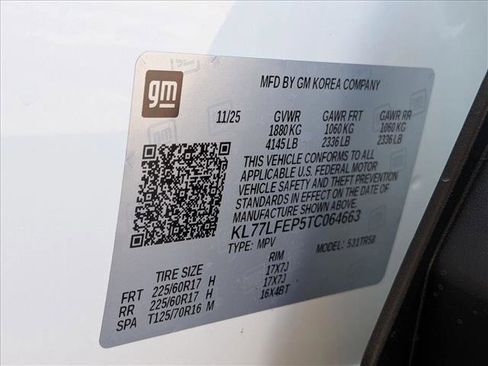 gm
MFD BY GM KOREA COMPANY
11/25 GVWR GAWR FRT GAWR RR
1880 KG 1060 KG 1060 KG
4145 LB 2336 LB 2336 LB
THIS VEHICLE CONFORMS TO ALL
APPLICABLE U.S. FEDERAL MOTOR
VEHICLE SAFETY AND THEFT PREVENTION
STANDARDS IN EFFECT ON THE DATE OF
MANUFACTURE SHOWN ABOVE.
KL77LFEP5TC064663
TYPE: MPV MODEL: 531TR58
TIRE SIZE RIM
FRT 225/60R17 H 17X7J
RR 225/60R17 H 17X7J
SPA T125/70R16 M 16X4BT